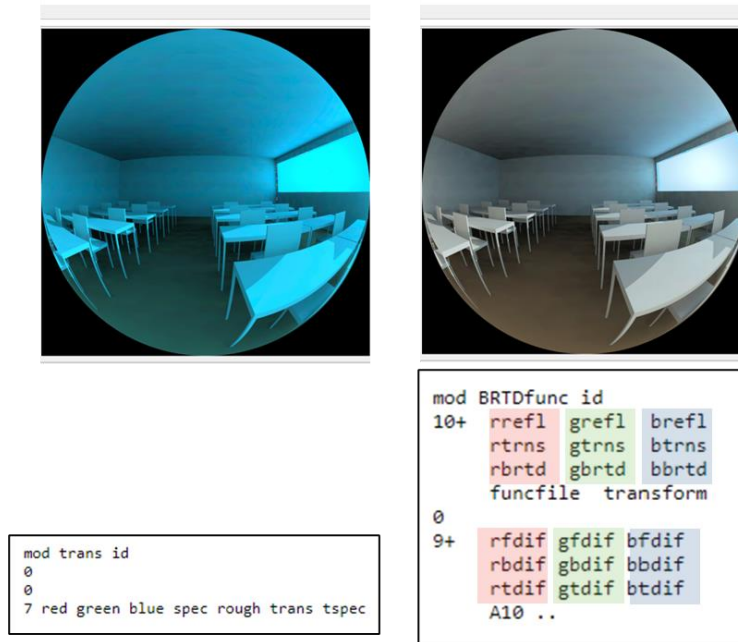 mod BRTDfunc id
10+ rrefl grefl brefl
rtrns gtrns btrns
rbrtd gbrtd bbrtd
funcfile transform
0
9+ rfdif gfdif bfdif
rbdif gbdif bbdif
rtdif gtdif btdif
A10 ..
mod trans id
0
0
7 red green blue spec rough trans tspec